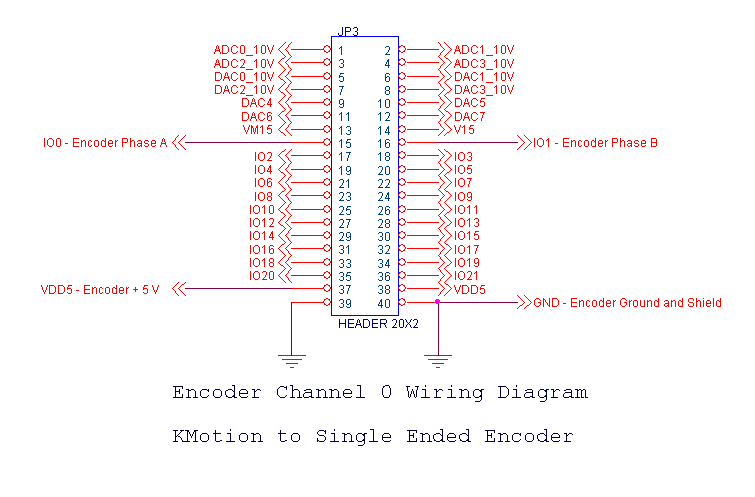 JP3
ADC0_10V 1 2 ADC1_10V
ADC2_10V 3 4 ADC3_10V
DAC0_10V 5 6 DAC1_10V
DAC2_10V 7 8 DAC3_10V
DAC4 9 10 DAC5
DAC6 11 12 DAC7
VM15 13 14 V15
IO0 - Encoder Phase A 15 16 IO1 - Encoder Phase B
IO2 17 18 IO3
IO4 19 20 IO5
IO6 21 22 IO7
IO8 23 24 IO9
IO10 25 26 IO11
IO12 27 28 IO13
IO14 29 30 IO15
IO16 31 32 IO17
IO18 33 34 IO19
IO20 35 36 IO21
VDD5 - Encoder + 5 V 37 38 VDD5
39 40 GND - Encoder Ground and Shield
HEADER 20X2
Encoder Channel 0 Wiring Diagram
KMotion to Single Ended Encoder